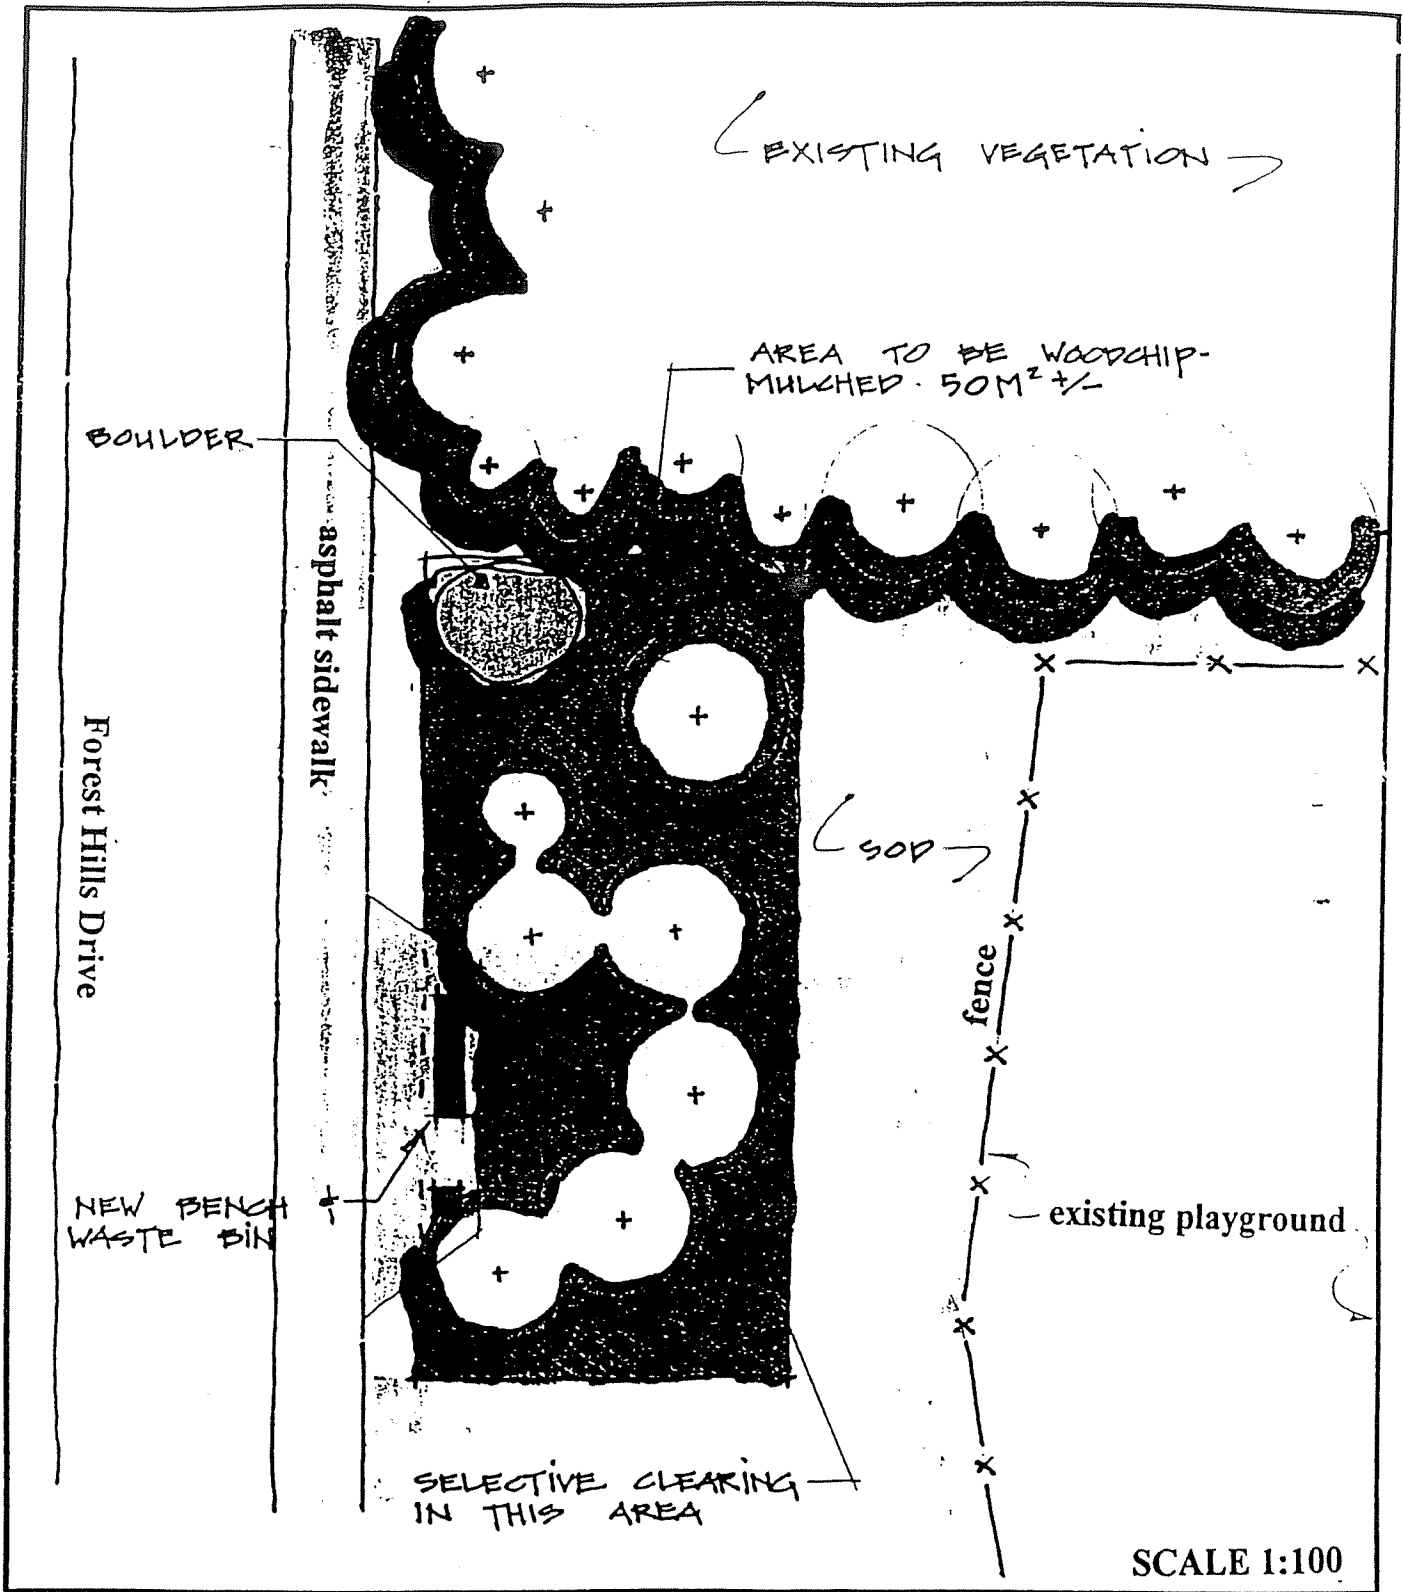 EXISTING VEGETATION
AREA TO BE WOODCHIP-
MULCHED. 50M² +/-
BOULDER
asphalt sidewalk
Forest Hills Drive
SOD
fence
NEW BENCH
WASTE BIN
existing playground
SELECTIVE CLEARING
IN THIS AREA
SCALE 1:100